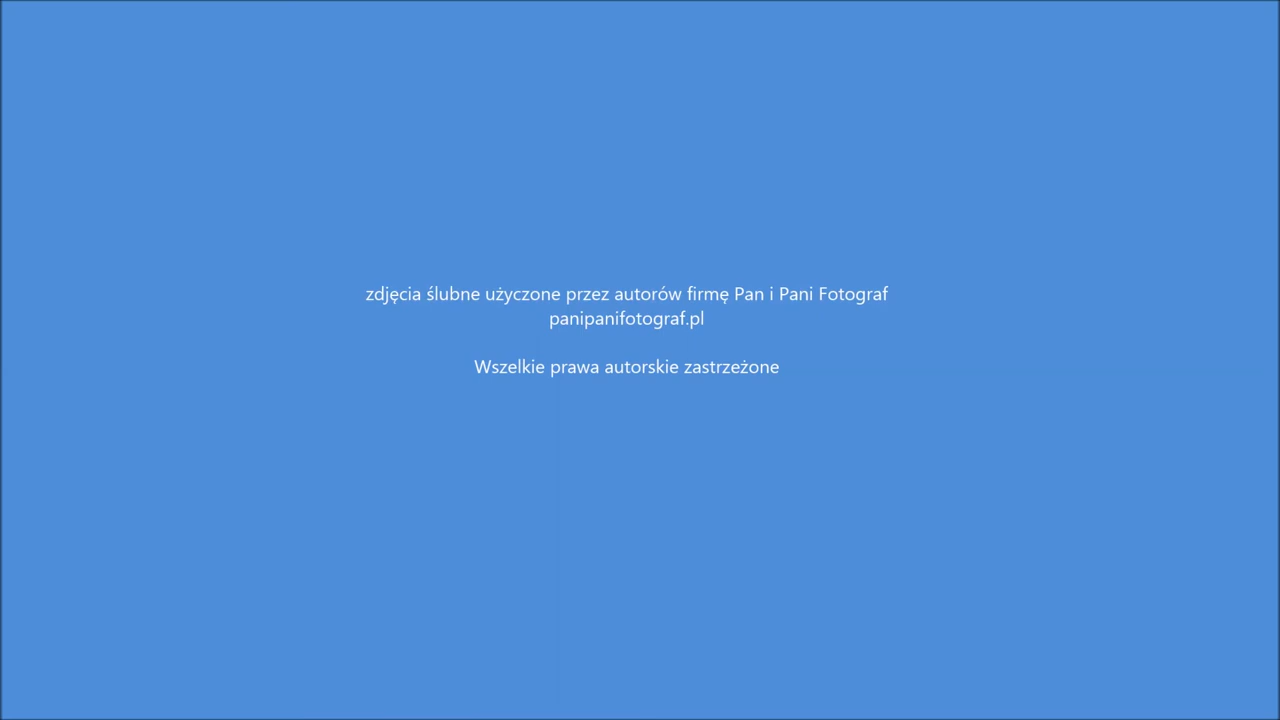 zdjęcia ślubne użyczone przez autorów firmę Pan i Pani Fotograf
panipanifotograf.pl
Wszelkie prawa autorskie zastrzeżone